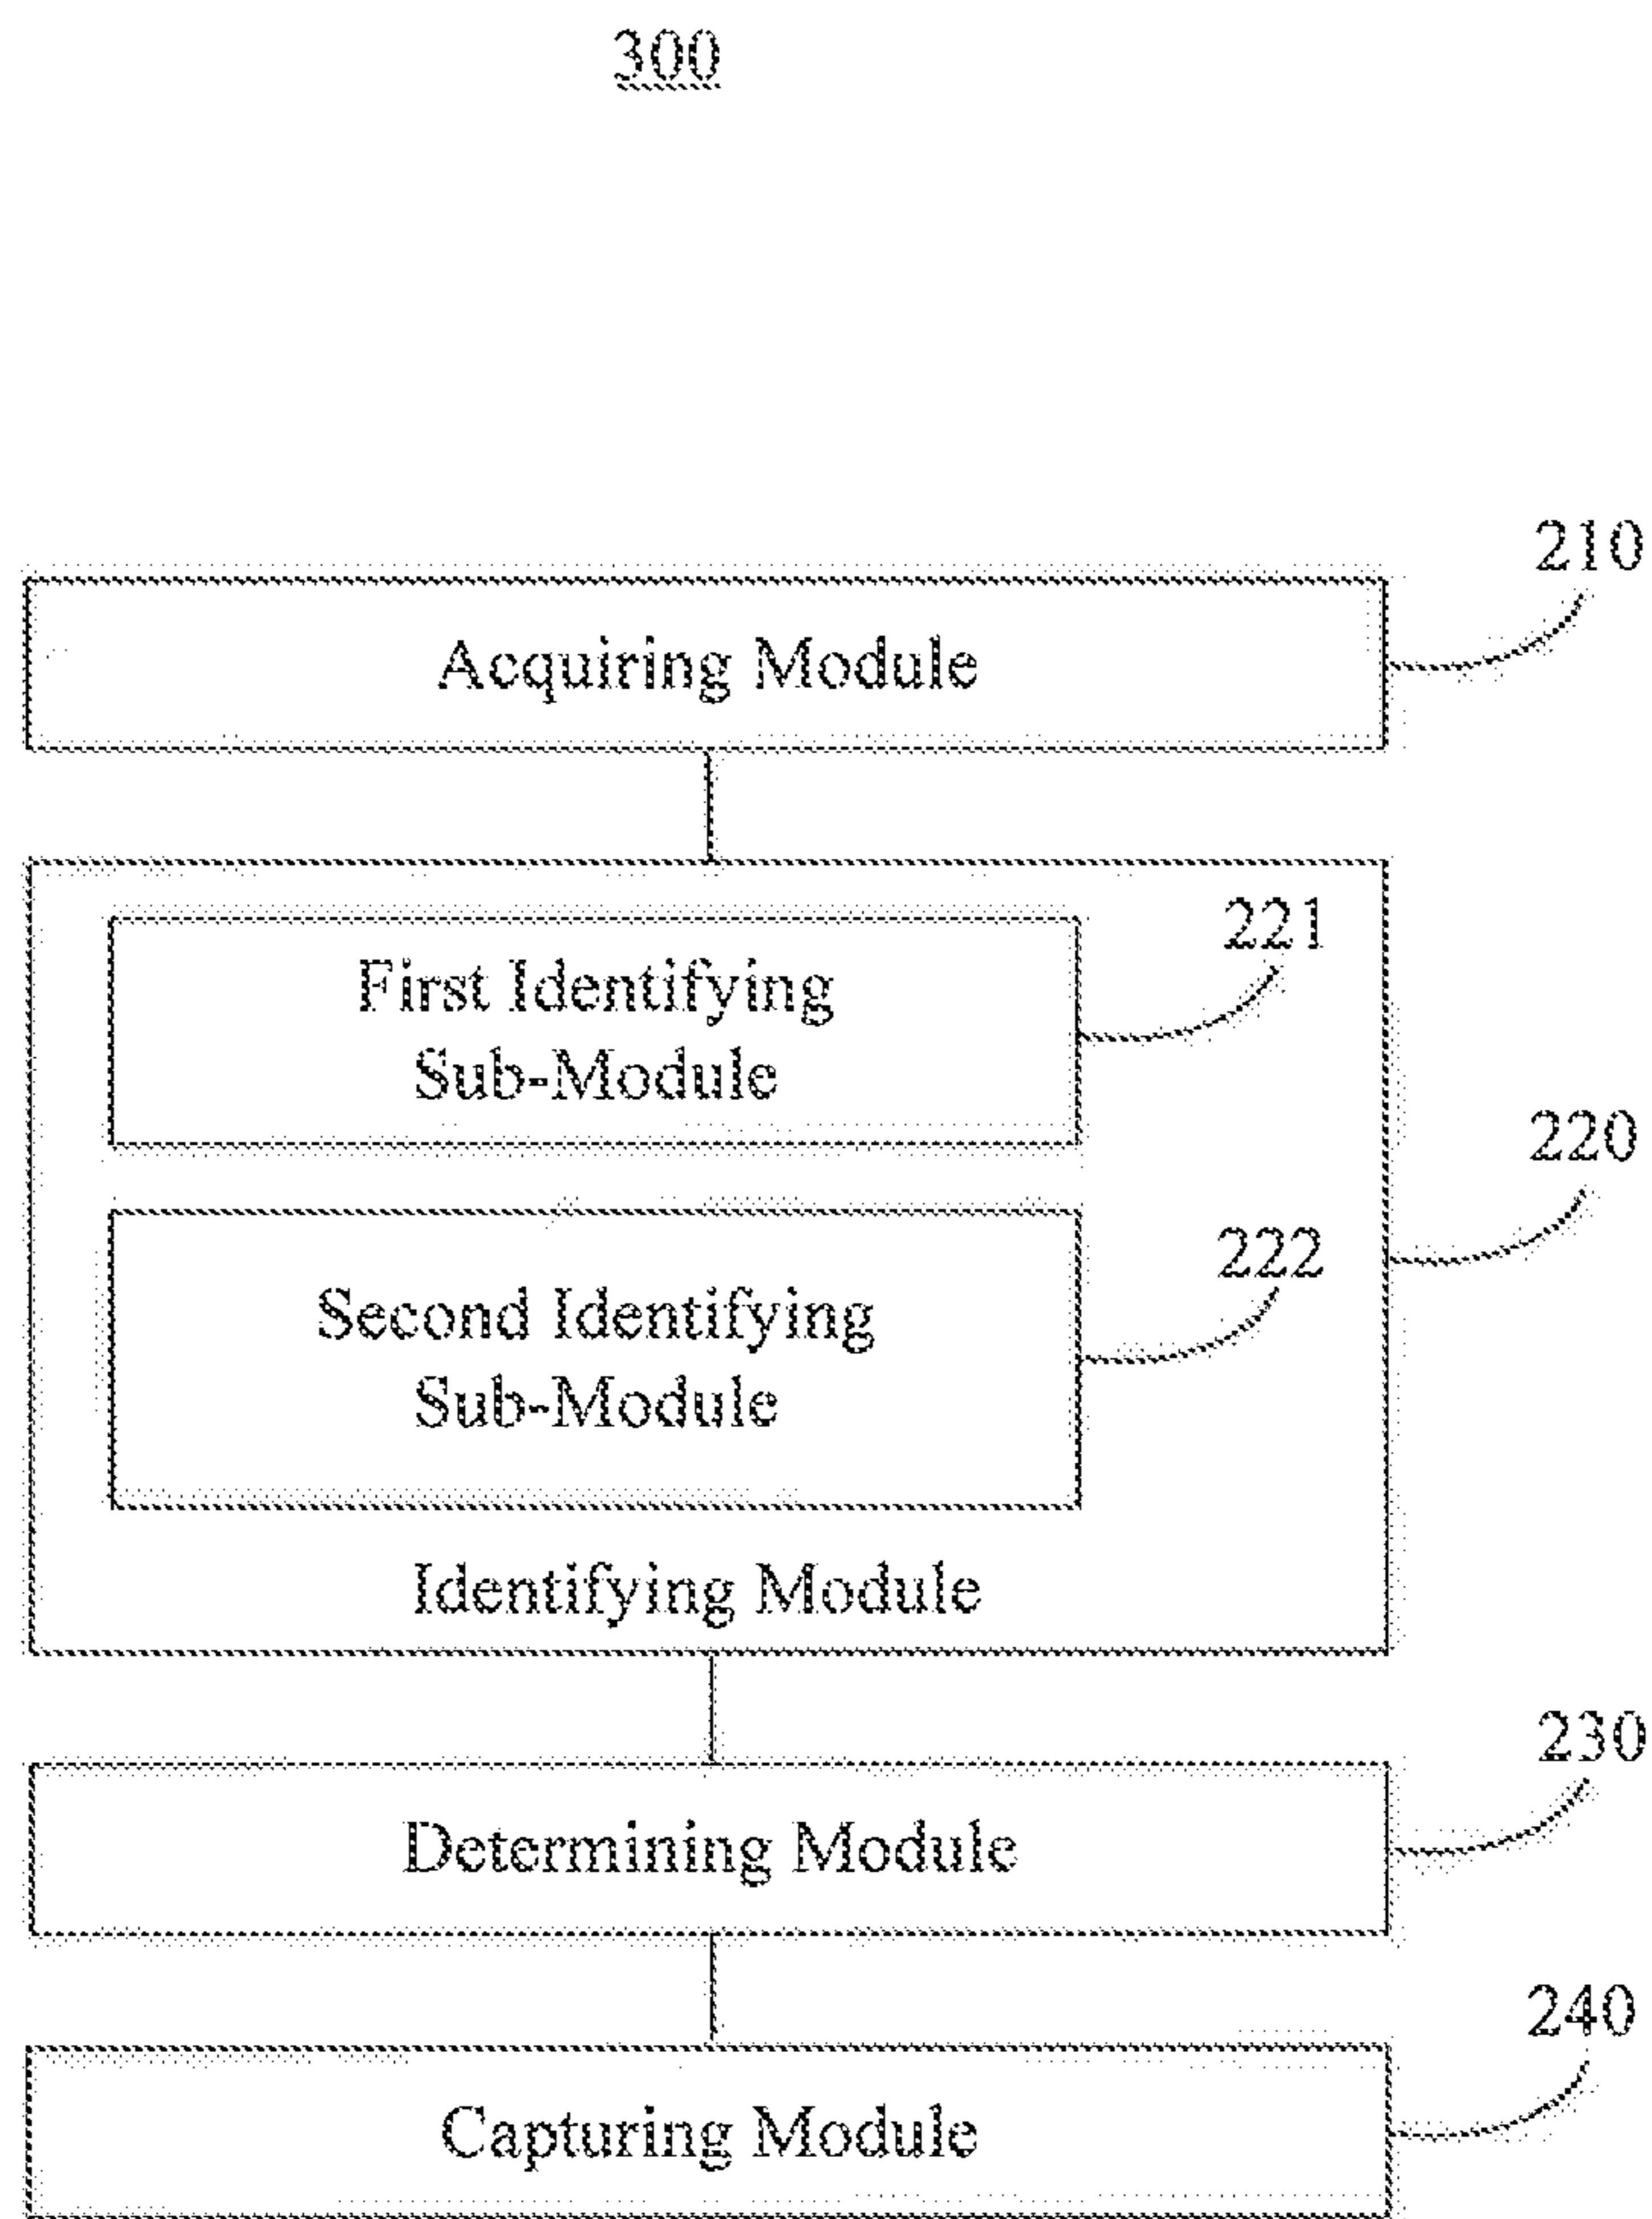 300
210
Acquiring Module
221
First Identifying
Sub-Module
220
222
Second Identifying
Sub-Module
Identifying Module
230
Determining Module
240
Capturing Module